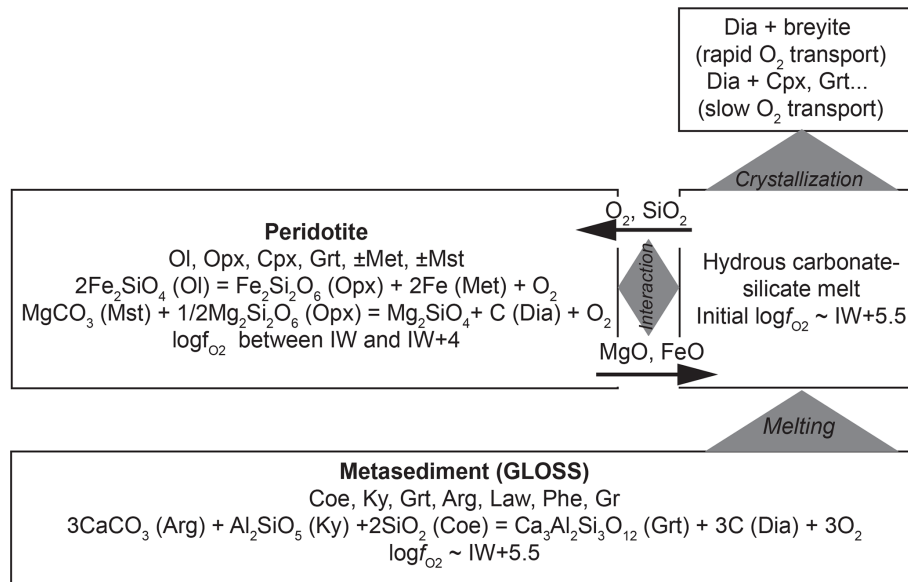 Dia + breyite
(rapid O₂ transport)
Dia + Cpx, Grt...
(slow O₂ transport)
Crystallization
O₂, SiO₂
Peridotite
Ol, Opx, Cpx, Grt, ±Met, ±Mst
2Fe₂SiO₄ (Ol) = Fe₂Si₂O₆ (Opx) + 2Fe (Met) + O₂
MgCO₃ (Mst) + 1/2Mg₂Si₂O₆ (Opx) = Mg₂SiO₄+ C (Dia) + O₂
logf_O2 between IW and IW+4
Interaction
Hydrous carbonate-
silicate melt
Initial logf_O2 ~ IW+5.5
MgO, FeO
Melting
Metasediment (GLOSS)
Coe, Ky, Grt, Arg, Law, Phe, Gr
3CaCO₃ (Arg) + Al₂SiO₅ (Ky) +2SiO₂ (Coe) = Ca₃Al₂Si₃O₁₂ (Grt) + 3C (Dia) + 3O₂
logf_O2 ~ IW+5.5